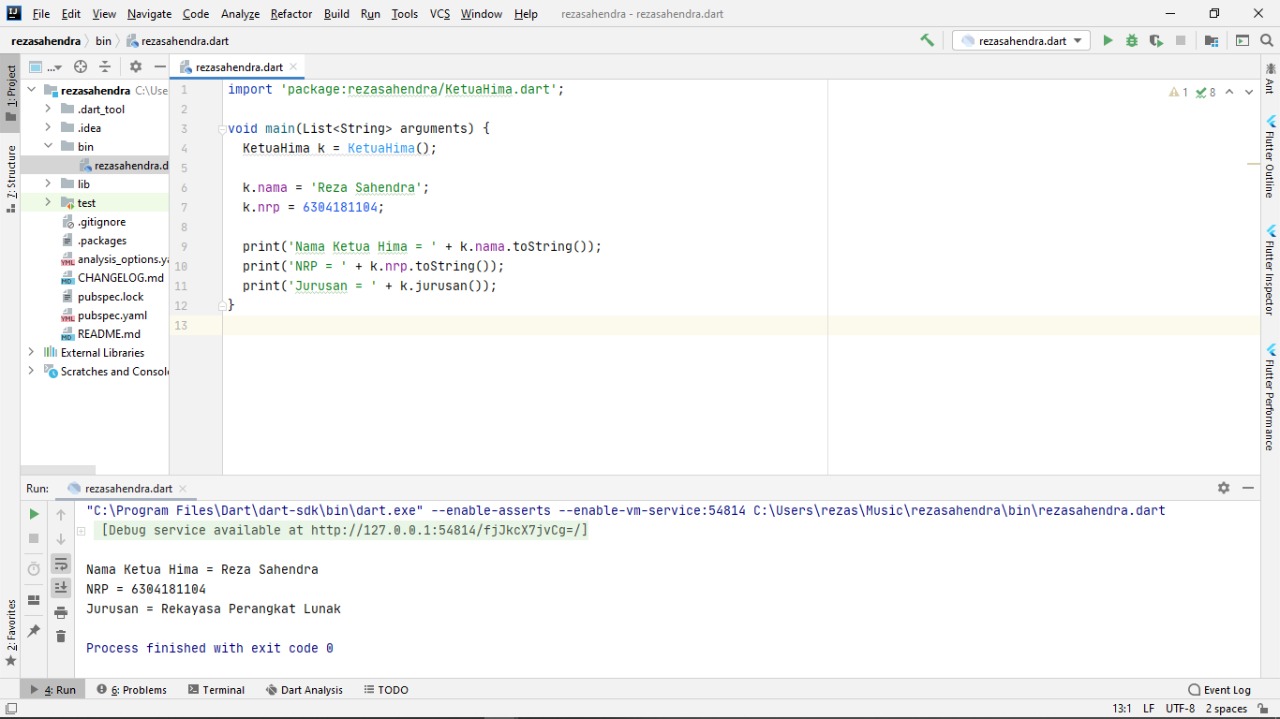 File Edit View Navigate Code Analyze Refactor Build Run Tools VCS Window Help rezasahendra - rezasahendra.dart
rezasahendra bin rezasahendra.dart rezasahendra.dart
1: Project
7: Structure
2: Favorites
... rezasahendra.dart
rezasahendra C:\Use
.dart_tool
.idea
bin
rezasahendra.d
lib
test
.gitignore
.packages
analysis_options.ya
CHANGELOG.md
pubspec.lock
pubspec.yaml
README.md
External Libraries
Scratches and Consol
1 import 'package:rezasahendra/KetuaHima.dart';
2
3 void main(List<String> arguments) {
4 KetuaHima k = KetuaHima();
5
6 k.nama = 'Reza Sahendra';
7 k.nrp = 6304181104;
8
9 print('Nama Ketua Hima = ' + k.nama.toString());
10 print('NRP = ' + k.nrp.toString());
11 print('Jurusan = ' + k.jurusan());
12 }
13
1 8
Ant
Flutter Outline
Flutter Inspector
Flutter Performance
Run: rezasahendra.dart
"C:\Program Files\Dart\dart-sdk\bin\dart.exe" --enable-asserts --enable-vm-service:54814 C:\Users\rezas\Music\rezasahendra\bin\rezasahendra.dart
[Debug service available at http://127.0.0.1:54814/fjJkcX7jvCg=/]
Nama Ketua Hima = Reza Sahendra
NRP = 6304181104
Jurusan = Rekayasa Perangkat Lunak
Process finished with exit code 0
4: Run 6: Problems Terminal Dart Analysis TODO Event Log
13:1 LF UTF-8 2 spaces